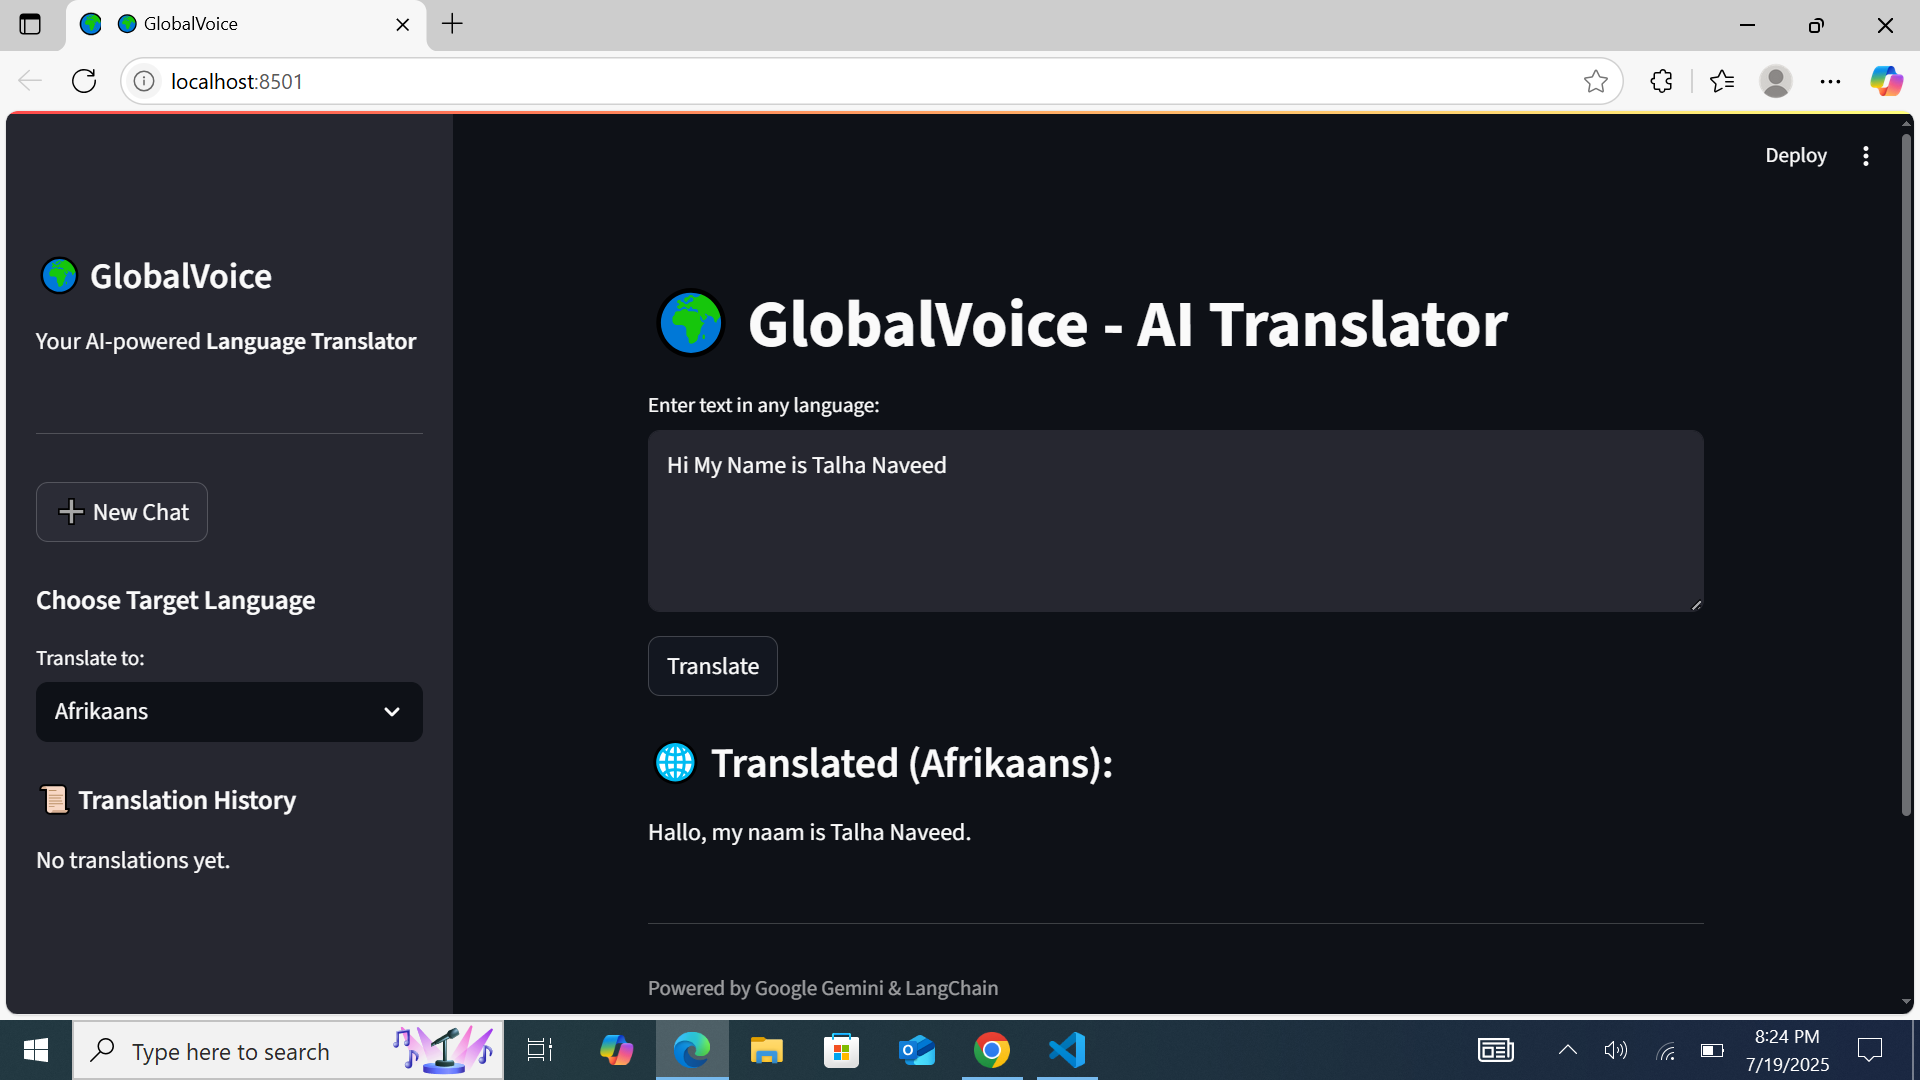 GlobalVoice
localhost:8501
Deploy
GlobalVoice
Your AI-powered Language Translator
New Chat
Choose Target Language
Translate to:
Afrikaans
Translation History
No translations yet.
GlobalVoice - AI Translator
Enter text in any language:
Hi My Name is Talha Naveed
Translate
Translated (Afrikaans):
Hallo, my naam is Talha Naveed.
Powered by Google Gemini & LangChain
Type here to search
8:24 PM
7/19/2025